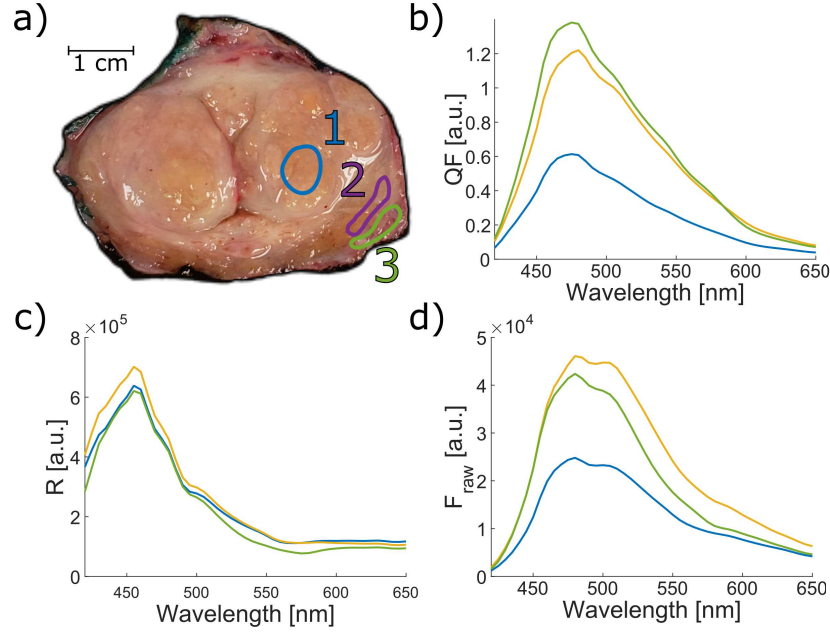 a)
1 cm
1
2
3
b)
1.2
1
0.8
0.6
0.4
0.2
0
QF [a.u.]
450 500 550 600 650
Wavelength [nm]
c)
×10⁵
8
6
4
2
0
R [a.u.]
450 500 550 600 650
Wavelength [nm]
d)
×10⁴
5
4
3
2
1
0
F raw [a.u.]
450 500 550 600 650
Wavelength [nm]